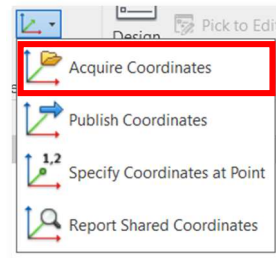 Design
Pick to Edi
Acquire Coordinates
Publish Coordinates
1,2
Specify Coordinates at Point
Report Shared Coordinates